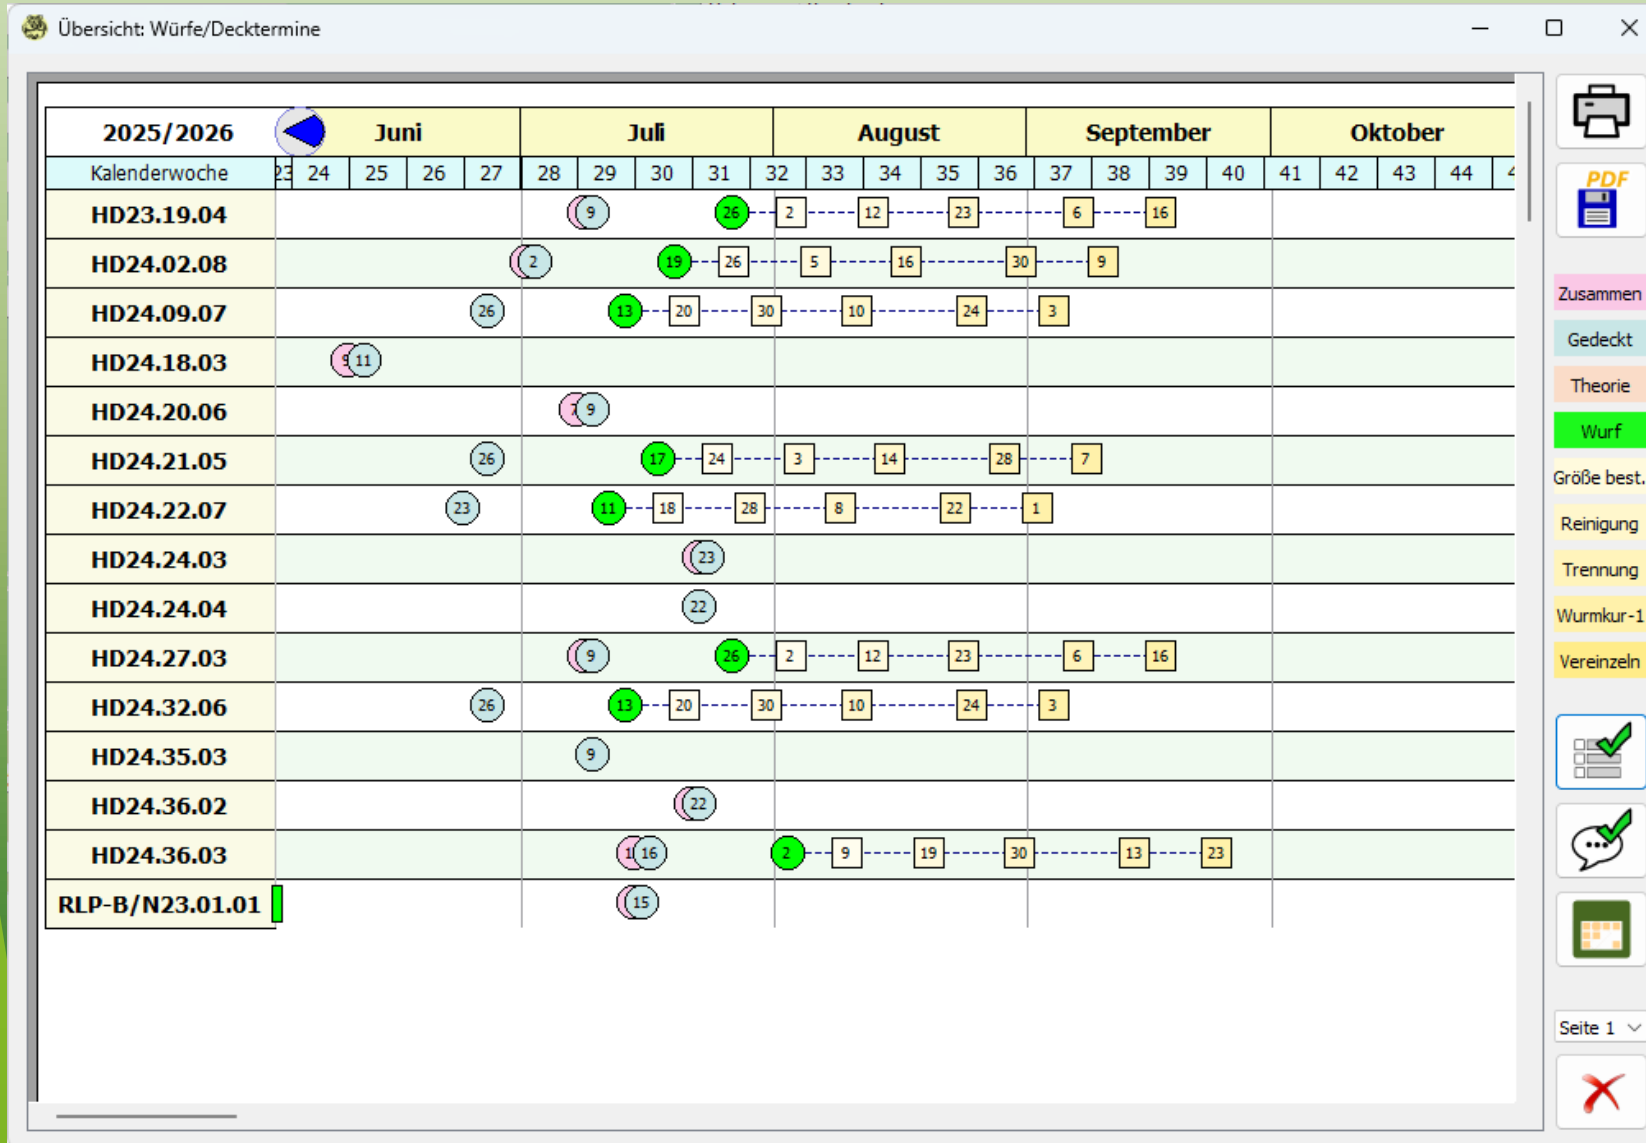 Übersicht: Würfe/Decktermine
2025/2026 Juni Juli August September Oktober
Kalenderwoche 23 24 25 26 27 28 29 30 31 32 33 34 35 36 37 38 39 40 41 42 43 44
HD23.19.04 9 26 2 12 23 6 16
HD24.02.08 2 19 26 5 16 30 9
HD24.09.07 26 13 20 30 10 24 3
HD24.18.03 9 11
HD24.20.06 7 9
HD24.21.05 26 17 24 3 14 28 7
HD24.22.07 23 11 18 28 8 22 1
HD24.24.03 23
HD24.24.04 22
HD24.27.03 9 26 2 12 23 6 16
HD24.32.06 26 13 20 30 10 24 3
HD24.35.03 9
HD24.36.02 22
HD24.36.03 16 2 9 19 30 13 23
RLP-B/N23.01.01 15
PDF
Zusammen
Gedeckt
Theorie
Wurf
Größe best.
Reinigung
Trennung
Wurmkur-1
Vereinzeln
Seite 1